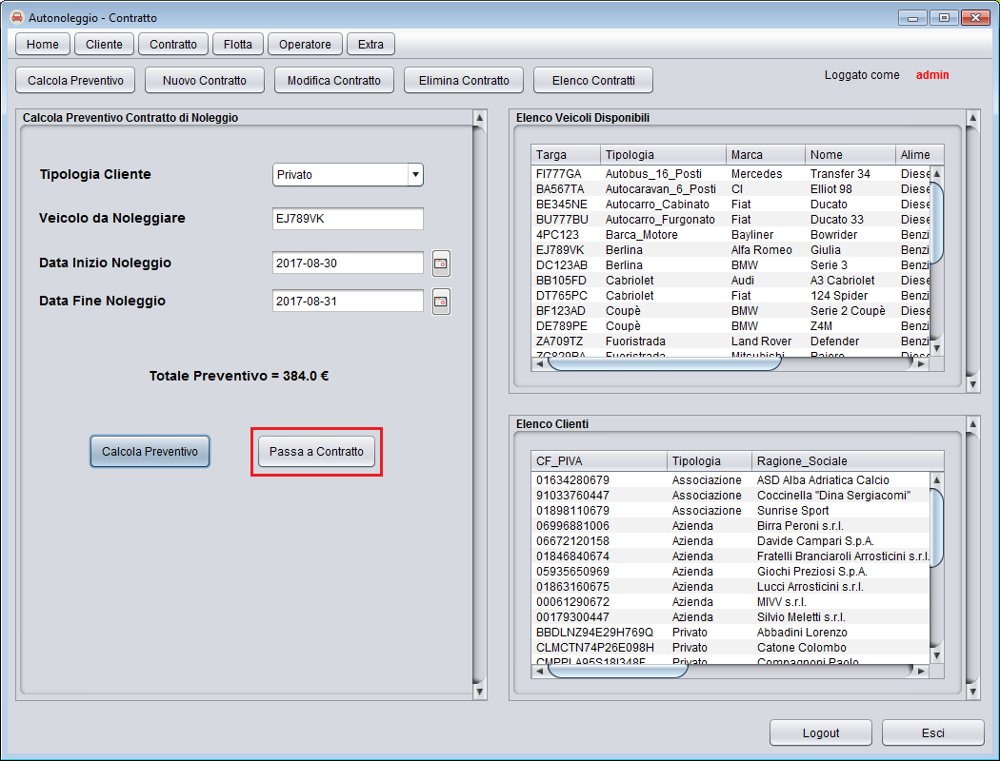 Autonoleggio - Contratto
Home Cliente Contratto Flotta Operatore Extra
Calcola Preventivo Nuovo Contratto Modifica Contratto Elimina Contratto Elenco Contratti Loggato come admin
Calcola Preventivo Contratto di Noleggio
Tipologia Cliente Privato
Veicolo da Noleggiare EJ789VK
Data Inizio Noleggio 2017-08-30
Data Fine Noleggio 2017-08-31
Totale Preventivo = 384.0 €
Calcola Preventivo Passa a Contratto
Elenco Veicoli Disponibili
Targa Tipologia Marca Nome Alime
FI777GA Autobus_16_Posti Mercedes Transfer 34 Diese
BA567TA Autocaravan_6_Posti CI Elliot 98 Diese
BE345NE Autocarro_Cabinato Fiat Ducato Diese
BU777BU Autocarro_Furgonato Fiat Ducato 33 Diese
4PC123 Barca_Motore Bayliner Bowrider Benzi
EJ789VK Berlina Alfa Romeo Giulia Benzi
DC123AB Berlina BMW Serie 3 Benzi
BB105FD Cabriolet Audi A3 Cabriolet Diese
DT765PC Cabriolet Fiat 124 Spider Benzi
BF123AD Coupè BMW Serie 2 Coupè Diese
DE789PE Coupè BMW Z4M Benzi
ZA709TZ Fuoristrada Land Rover Defender Benzi
Fuoristrada Mitsubishi Pajero Diese
Elenco Clienti
CF_PIVA Tipologia Ragione_Sociale
01634280679 Associazione ASD Alba Adriatica Calcio
91033760447 Associazione Coccinella "Dina Sergiacomi"
01898110679 Associazione Sunrise Sport
06996881006 Azienda Birra Peroni s.r.l.
06672120158 Azienda Davide Campari S.p.A.
01846840674 Azienda Fratelli Branciaroli Arrosticini s.r.l.
05935650969 Azienda Giochi Preziosi S.p.A.
01863160675 Azienda Lucci Arrosticini s.r.l.
00061290672 Azienda MIVV s.r.l.
00179300447 Azienda Silvio Meletti s.r.l.
BBDLNZ94E29H769Q Privato Abbadini Lorenzo
CLMCTN74P26E098H Privato Catone Colombo
Privato Compagnoni Paolo
Logout Esci